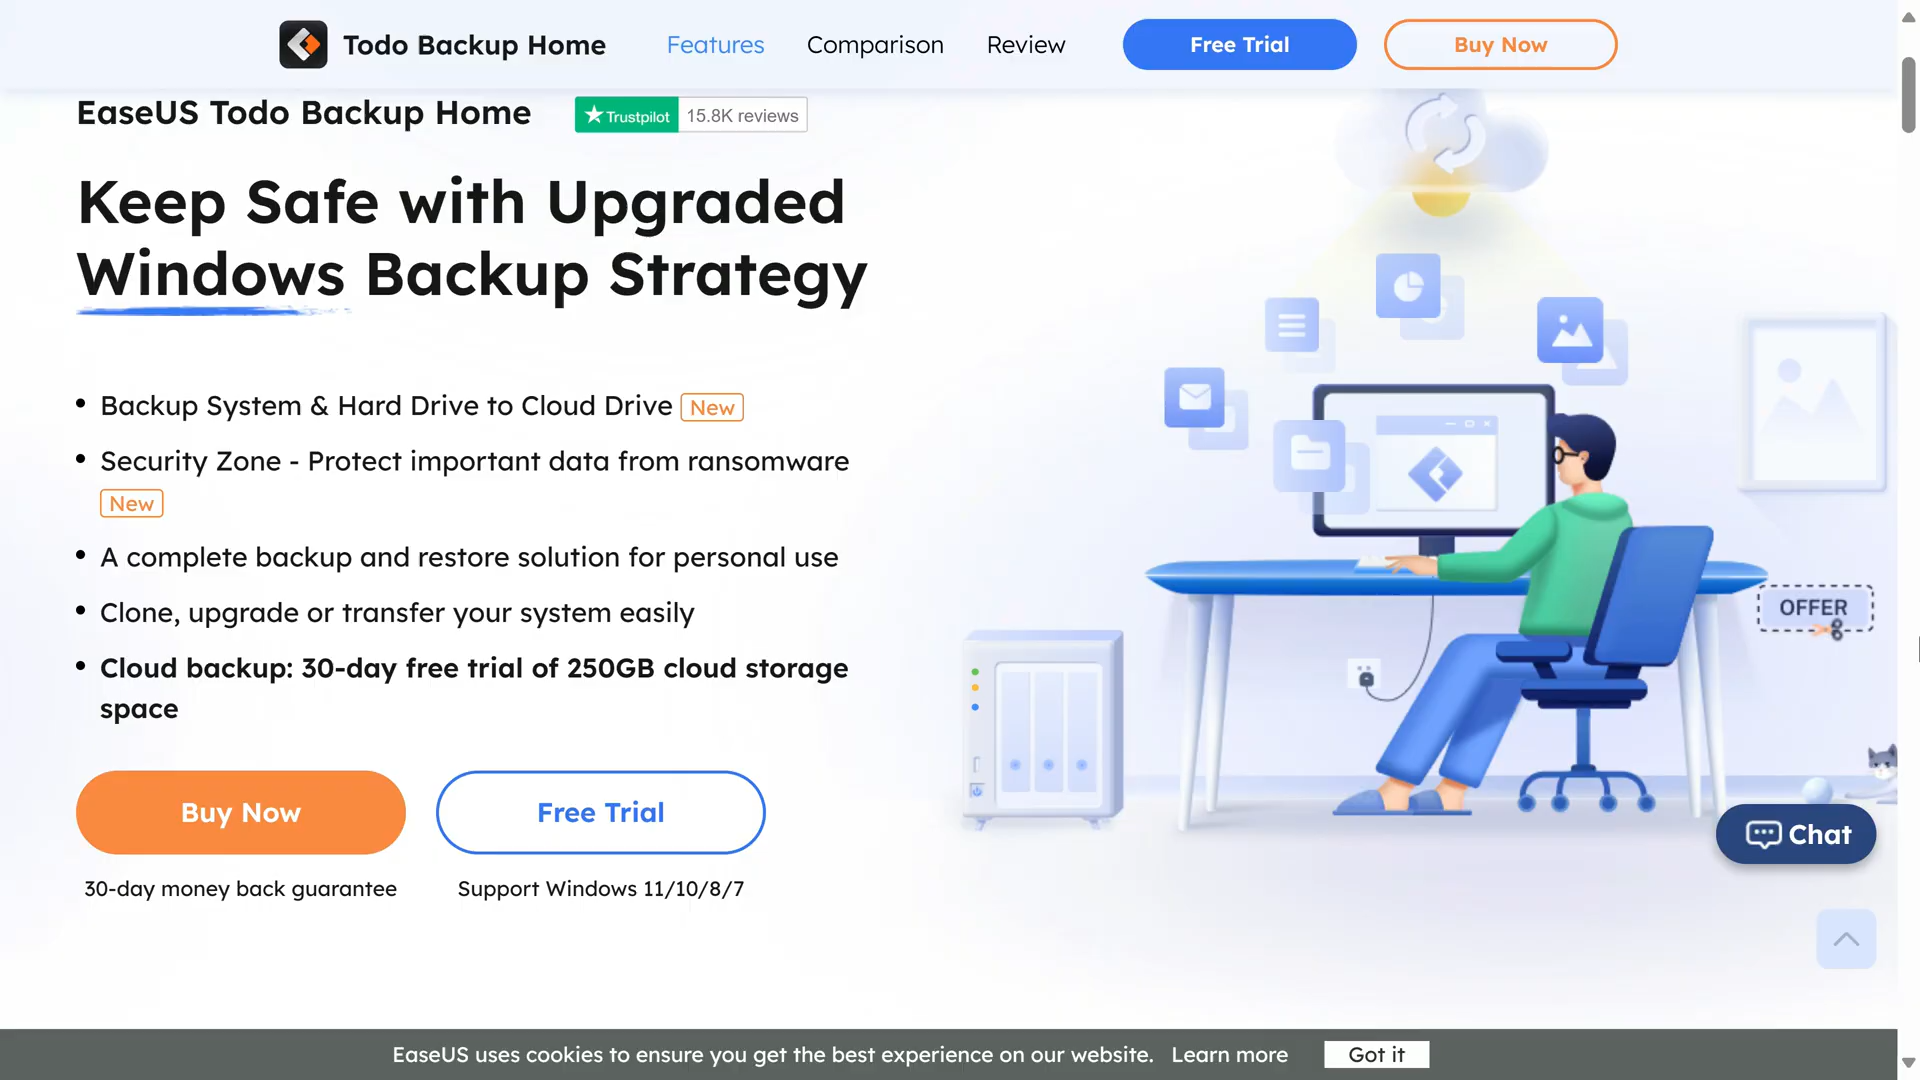 Todo Backup Home
Features
Comparison
Review
Free Trial
Buy Now
EaseUS Todo Backup Home
Trustpilot
15.8K reviews
Keep Safe with Upgraded
Windows Backup Strategy
Backup System & Hard Drive to Cloud Drive New
Security Zone - Protect important data from ransomware
New
A complete backup and restore solution for personal use
Clone, upgrade or transfer your system easily
Cloud backup: 30-day free trial of 250GB cloud storage
space
Buy Now
Free Trial
30-day money back guarantee
Support Windows 11/10/8/7
OFFER
Chat
EaseUS uses cookies to ensure you get the best experience on our website. Learn more
Got it